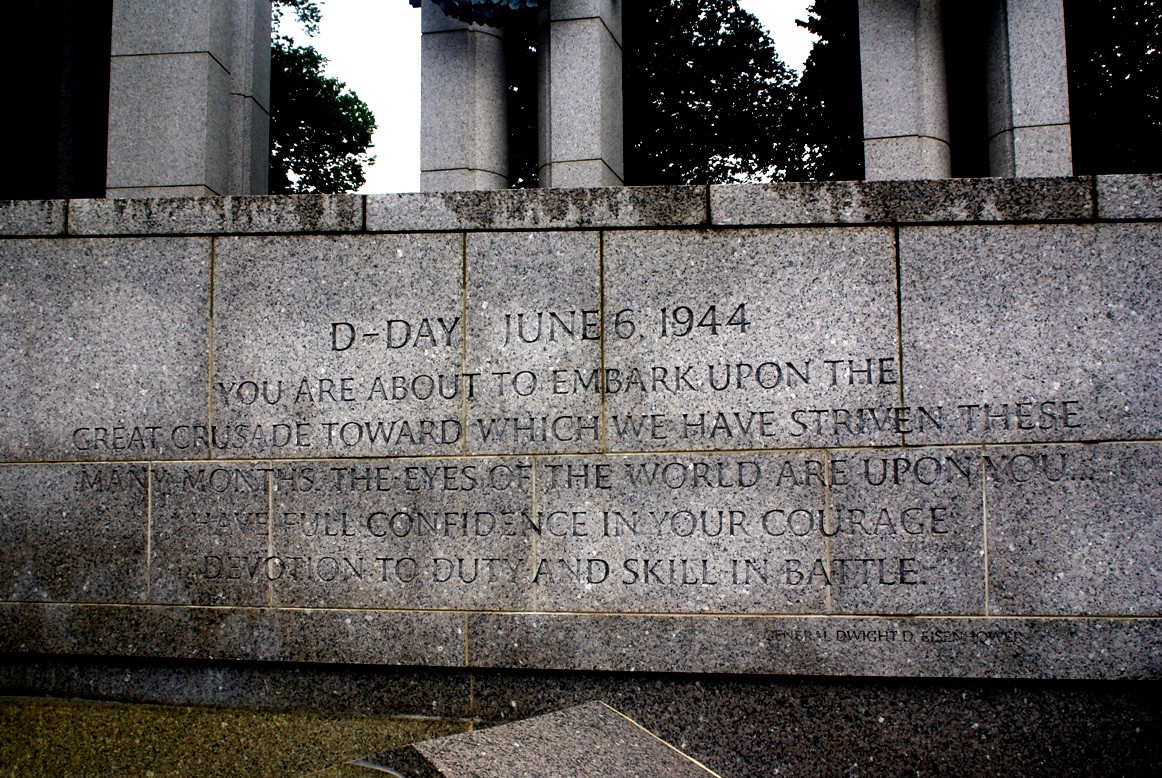 D-DAY JUNE 6, 1944
YOU ARE ABOUT TO EMBARK UPON THE
GREAT CRUSADE TOWARD WHICH WE HAVE STRIVEN THESE
MANY MONTHS. THE EYES OF THE WORLD ARE UPON YOU...
I HAVE FULL CONFIDENCE IN YOUR COURAGE,
DEVOTION TO DUTY AND SKILL IN BATTLE.
GENERAL DWIGHT D. EISENHOWER